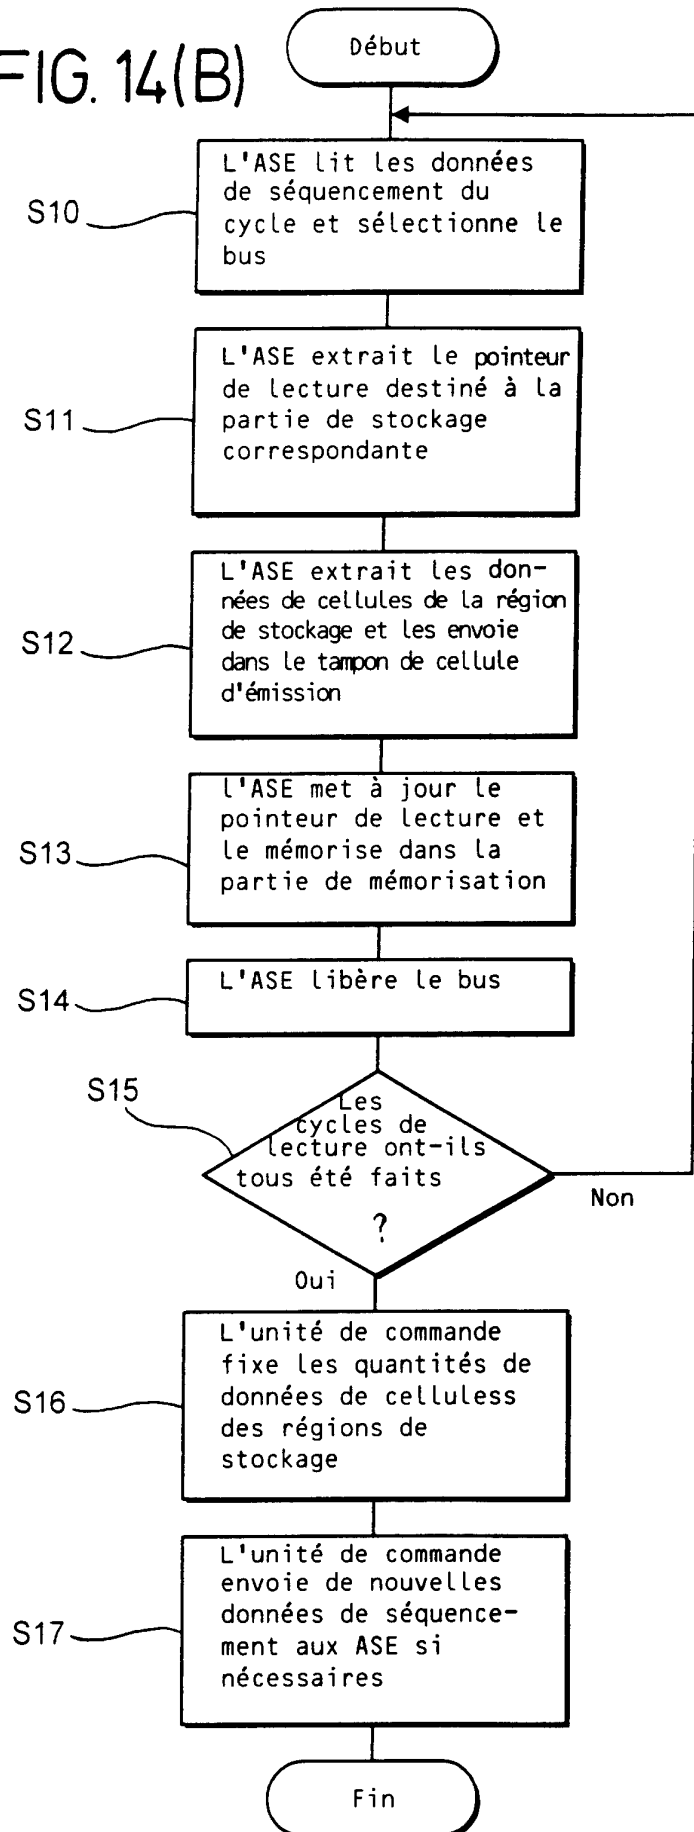 FIG. 14(B)
Début
S10
L'ASE lit les données
de séquencement du
cycle et sélectionne le
bus
S11
L'ASE extrait le pointeur
de lecture destiné à la
partie de stockage
correspondante
S12
L'ASE extrait les don-
nées de cellules de la région
de stockage et les envoie
dans le tampon de cellule
d'émission
S13
l'ASE met à jour le
pointeur de lecture et
le mémorise dans la
partie de mémorisation
S14
L'ASE libère le bus
S15
Les
cycles de
lecture ont-ils
tous été faits
?
Non
Oui
S16
L'unité de commande
fixe les quantités de
données de celluless
des régions de
stockage
S17
L'unité de commande
envoie de nouvelles
données de séquence-
ment aux ASE si
nécessaires
Fin